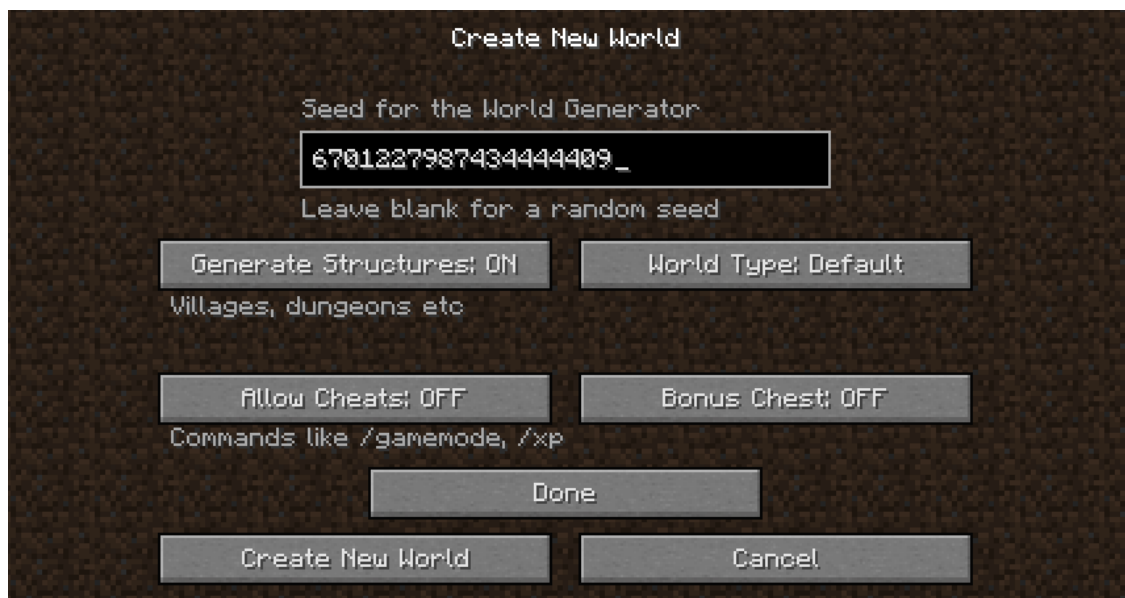 Create New World
Seed for the World Generator
6701227987434444409_
Leave blank for a random seed
Generate Structures: ON
World Type: Default
Villages, dungeons etc
Allow Cheats: OFF
Bonus Chest: OFF
Commands like /gamemode, /xp
Done
Create New World
Cancel